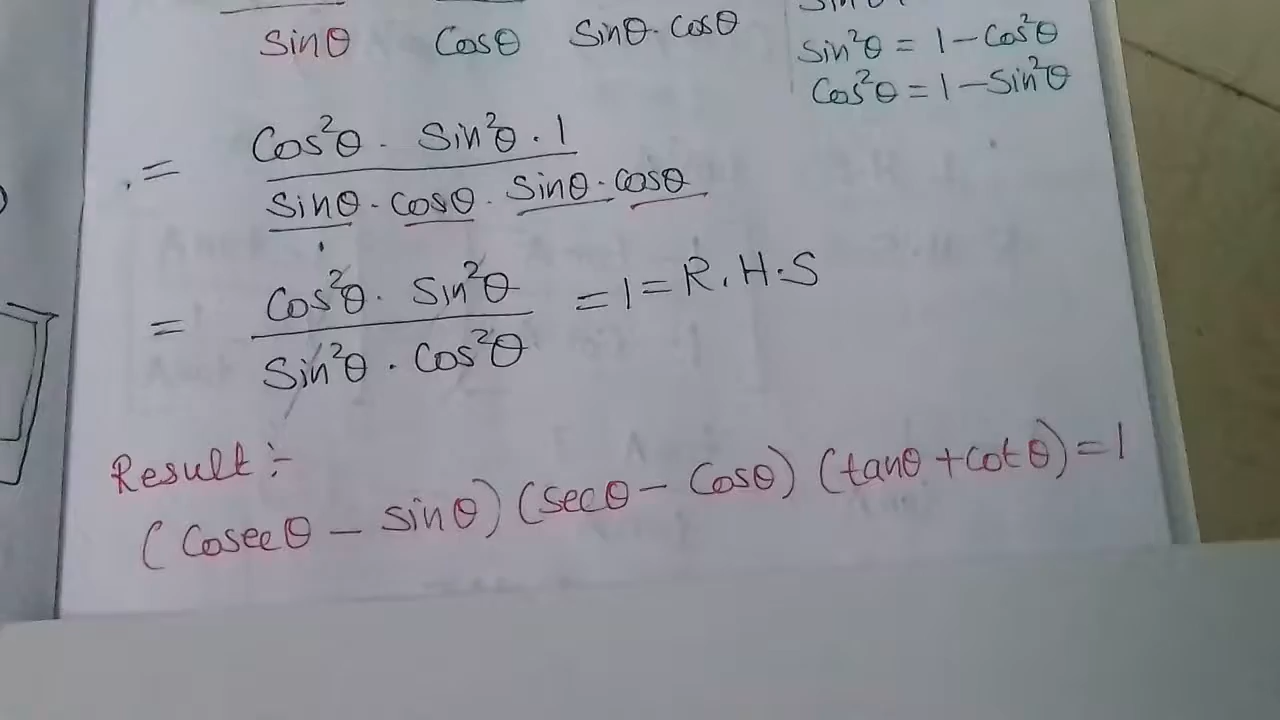 sinθ cosθ sinθ.cosθ
sin²θ = 1 - cos²θ
cos²θ = 1 - sin²θ
= cos²θ . sin²θ . 1
sinθ . cosθ . sinθ . cosθ
= cos²θ . sin²θ = 1 = R.H.S
sin²θ . cos²θ
Result :-
(cosecθ - sinθ) (secθ - cosθ) (tanθ + cotθ) = 1